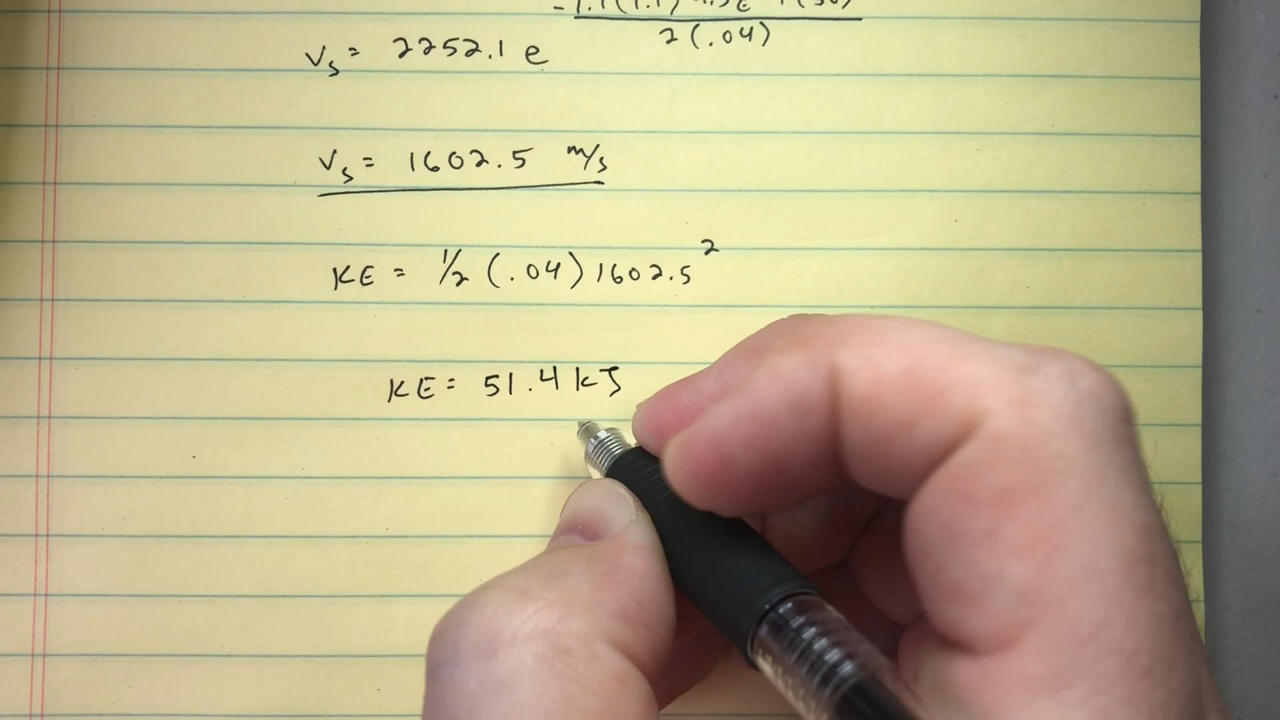 2(.04)
Vs = 2252.1 e
Vs = 1602.5 m/s
KE = 1/2 (.04) 1602.5²
KE = 51.4 kJ